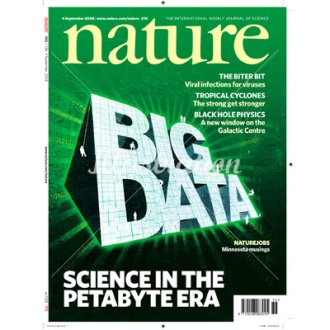 4 September 2008 | www.nature.com/nature | £10
THE INTERNATIONAL WEEKLY JOURNAL OF SCIENCE
nature
THE BITER BIT
Viral infections for viruses
TROPICAL CYCLONES
The strong get stronger
BLACK HOLE PHYSICS
A new window on the
Galactic Centre
BIG
DATA
NATUREJOBS
Minnesota musings
SCIENCE IN THE
PETABYTE ERA